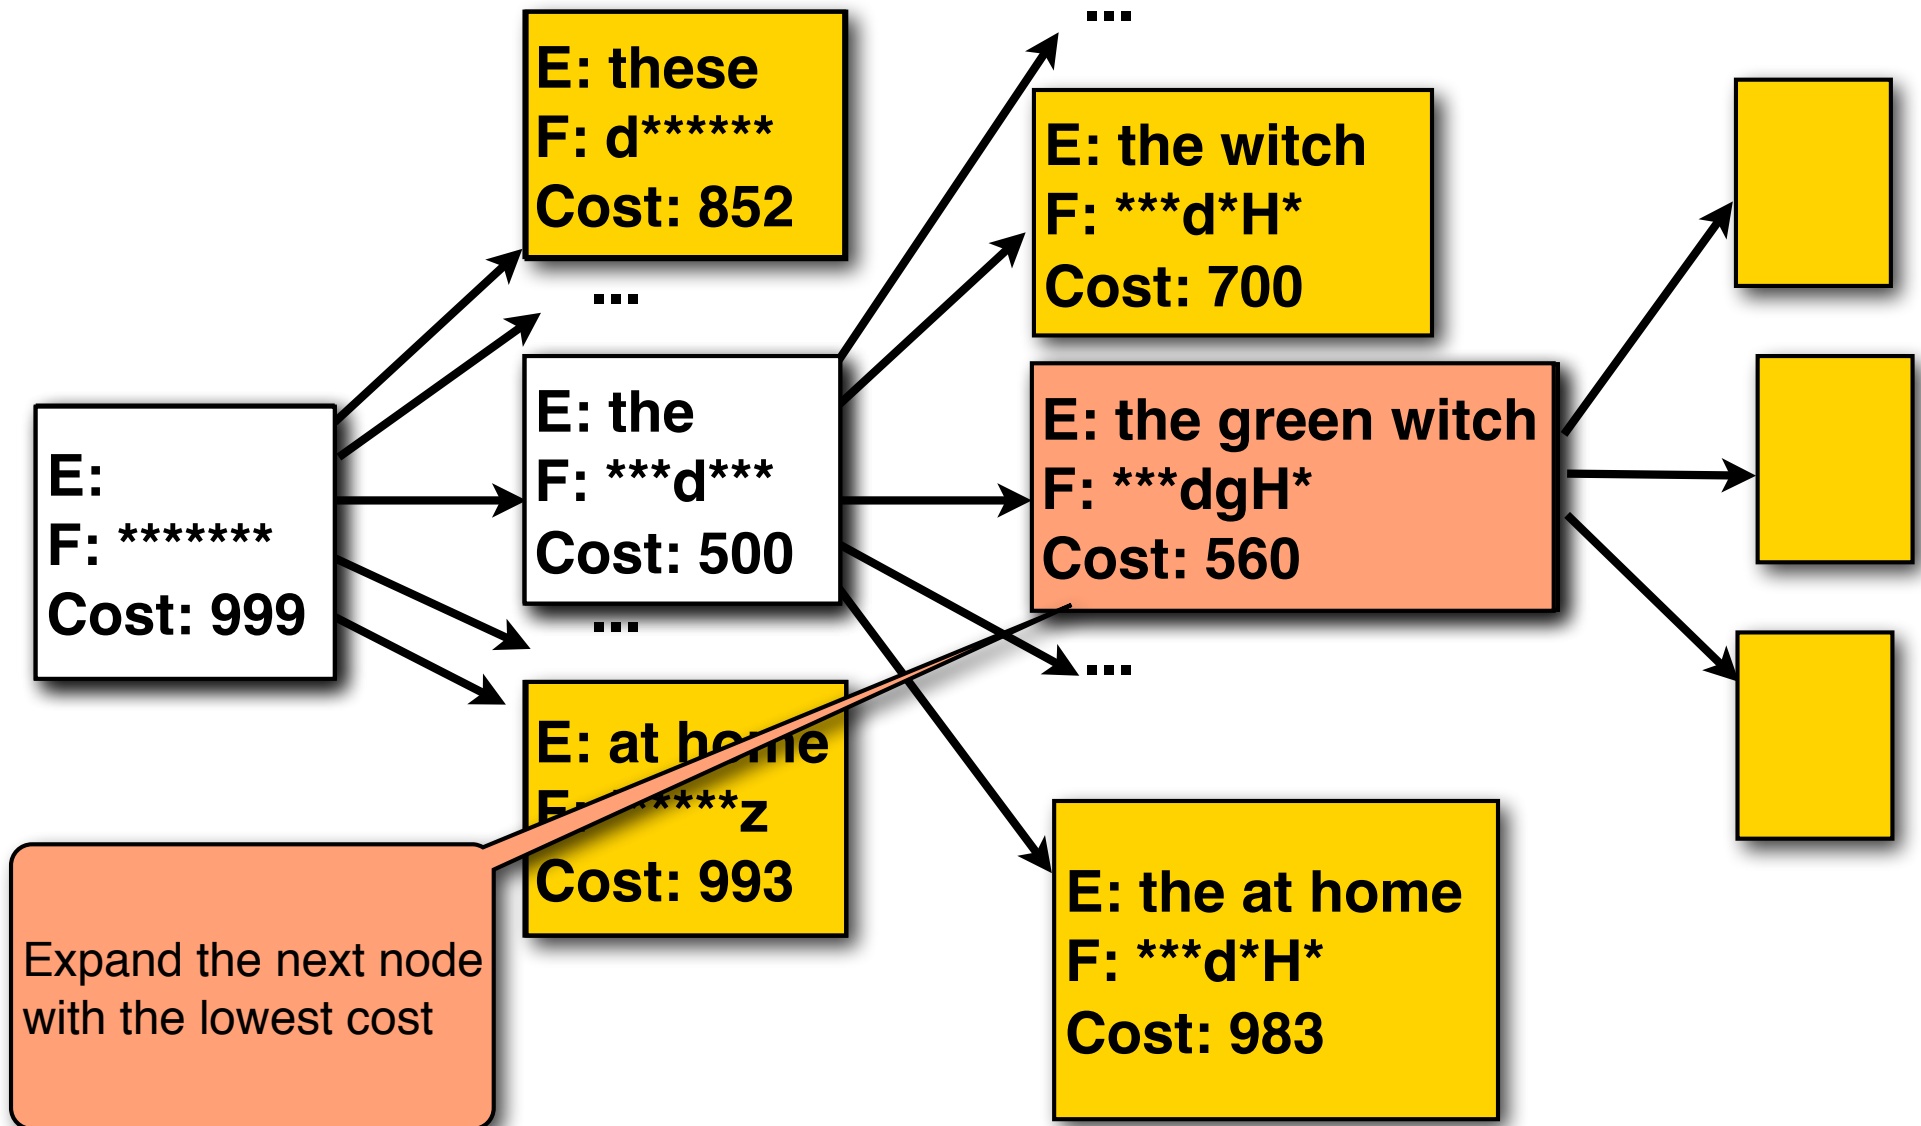 ...
E: these
F: d******
Cost: 852
...
E: the witch
F: ***d*H*
Cost: 700
E:
F: *******
Cost: 999
E: the
F: ***d***
Cost: 500
...
E: the green witch
F: ***dgH*
Cost: 560
...
E: at home
F: ******z
Cost: 993
E: the at home
F: ***d*H*
Cost: 983
Expand the next node
with the lowest cost